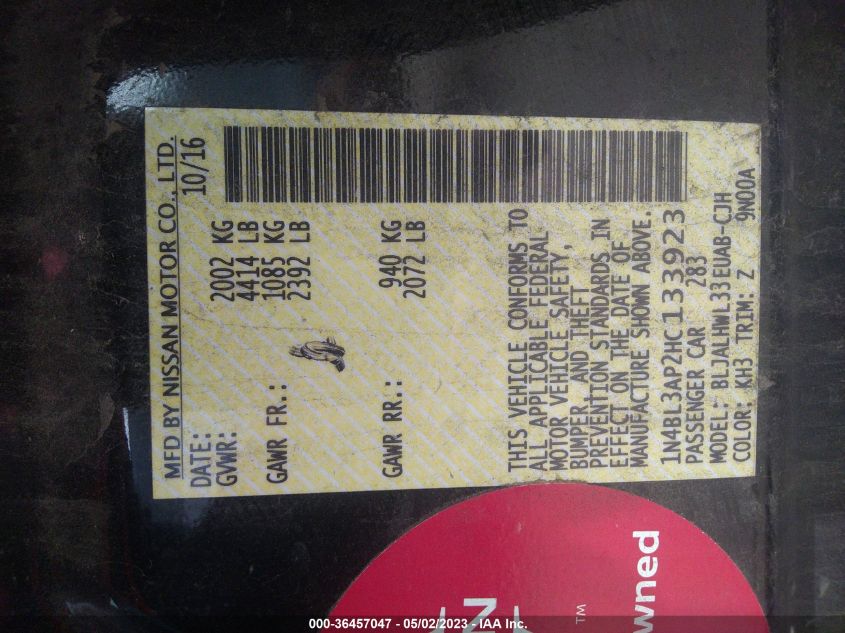 MFD BY NISSAN MOTOR CO., LTD.
DATE: 10/16
GVWR: 2002 KG
4414 LB
GAWR FR.: 1085 KG
2392 LB
GAWR RR.: 940 KG
2072 LB
THIS VEHICLE CONFORMS TO
ALL APPLICABLE FEDERAL
MOTOR VEHICLE SAFETY,
BUMPER AND THEFT
PREVENTION STANDARDS IN
EFFECT ON THE DATE OF
MANUFACTURE SHOWN ABOVE.
1N4BL3AP2HC133923
PASSENGER CAR 283
MODEL: BLJALHWL33EUAB-CJH
COLOR: KH3 TRIM: Z 9N00A
N
TM
wned
000-36457047 - 05/02/2023 - IAA Inc.